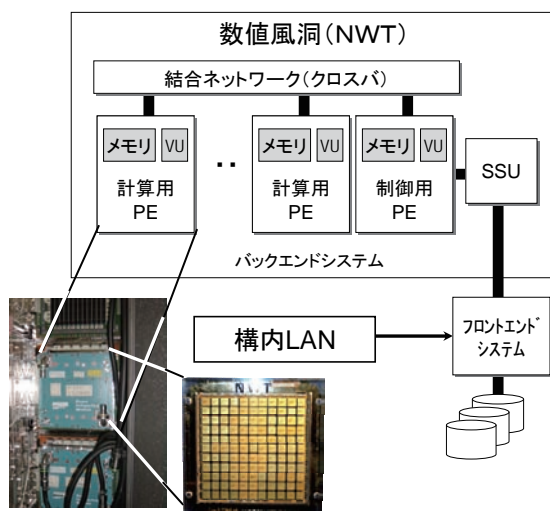 数値風洞(NWT)
結合ネットワーク(クロスバ)
メモリ VU
計算用
PE
‥
メモリ VU
計算用
PE
メモリ VU
制御用
PE
SSU
バックエンドシステム
構内LAN
フロントエンド
システム
NWT